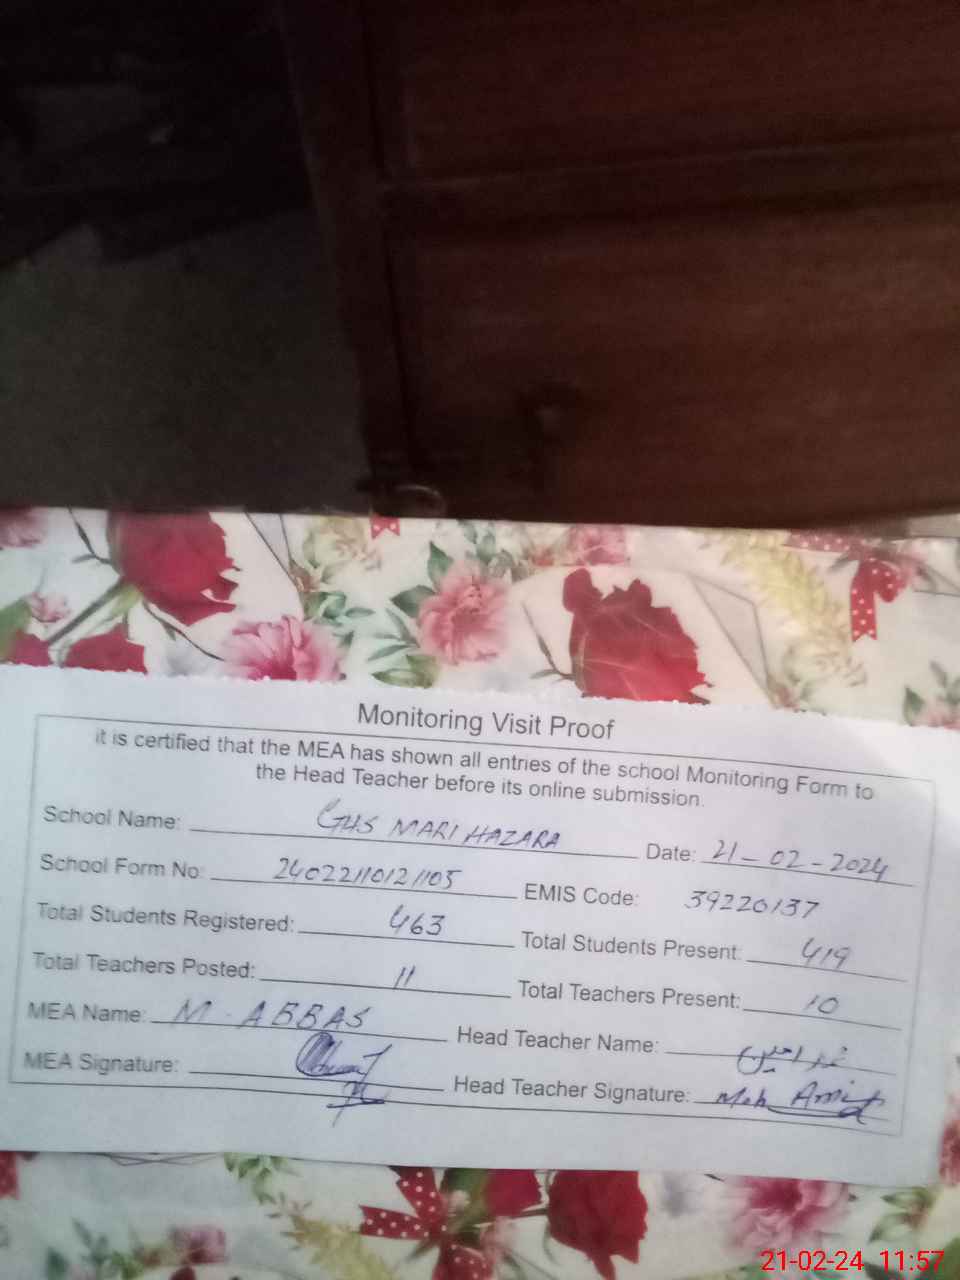 Monitoring Visit Proof
it is certified that the MEA has shown all entries of the school Monitoring Form to
the Head Teacher before its online submission.
School Name: GHS MARI HAZARA Date: 21-02-2024
School Form No: 24022110121105 EMIS Code: 39220137
Total Students Registered: 463 Total Students Present: 419
Total Teachers Posted: 11 Total Teachers Present: 10
MEA Name: M. ABBAS Head Teacher Name:
MEA Signature: Head Teacher Signature: Moh Amin
21-02-24 11:57